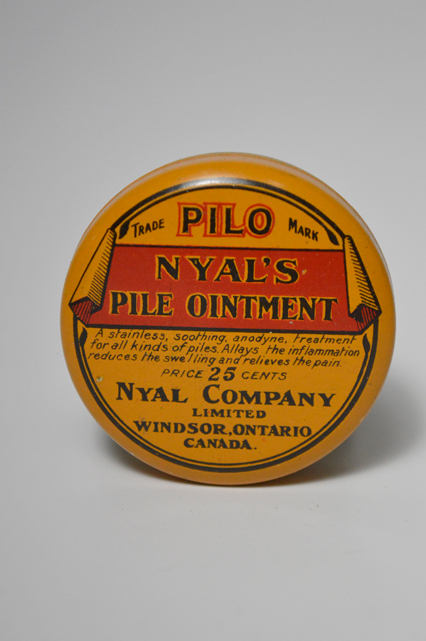 TRADE PILO MARK
NYAL'S
PILE OINTMENT
A stainless, soothing, anodyne, treatment
for all kinds of piles. Allays the inflammation
reduces the swelling and relieves the pain.
PRICE 25 CENTS
NYAL COMPANY
LIMITED
WINDSOR, ONTARIO
CANADA.